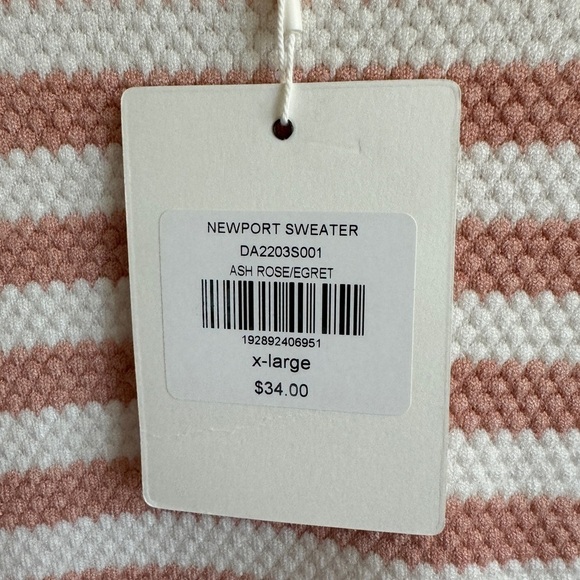 NEWPORT SWEATER
DA2203S001
ASH ROSE/EGRET
192892406951
x-large
$34.00